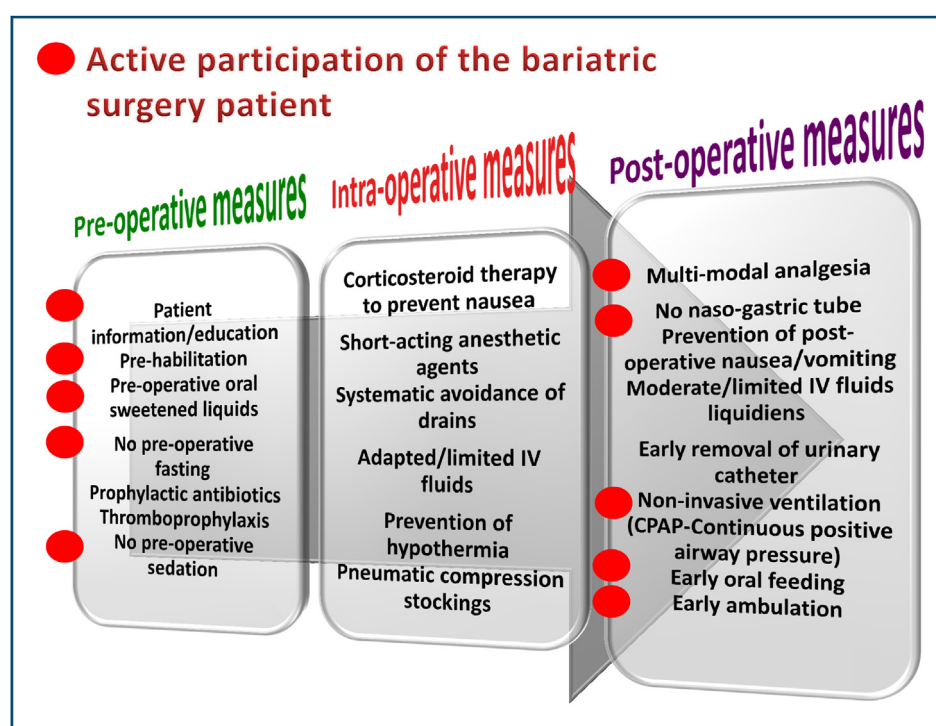 Active participation of the bariatric
surgery patient
Pre-operative measures
Patient
information/education
Pre-habilitation
Pre-operative oral
sweetened liquids
No pre-operative
fasting
Prophylactic antibiotics
Thromboprophylaxis
No pre-operative
sedation
Intra-operative measures
Corticosteroid therapy
to prevent nausea
Short-acting anesthetic
agents
Systematic avoidance of
drains
Adapted/limited IV
fluids
Prevention of
hypothermia
Pneumatic compression
stockings
Post-operative measures
Multi-modal analgesia
No naso-gastric tube
Prevention of post-
operative nausea/vomiting
Moderate/limited IV fluids
liquidiens
Early removal of urinary
catheter
Non-invasive ventilation
(CPAP-Continuous positive
airway pressure)
Early oral feeding
Early ambulation